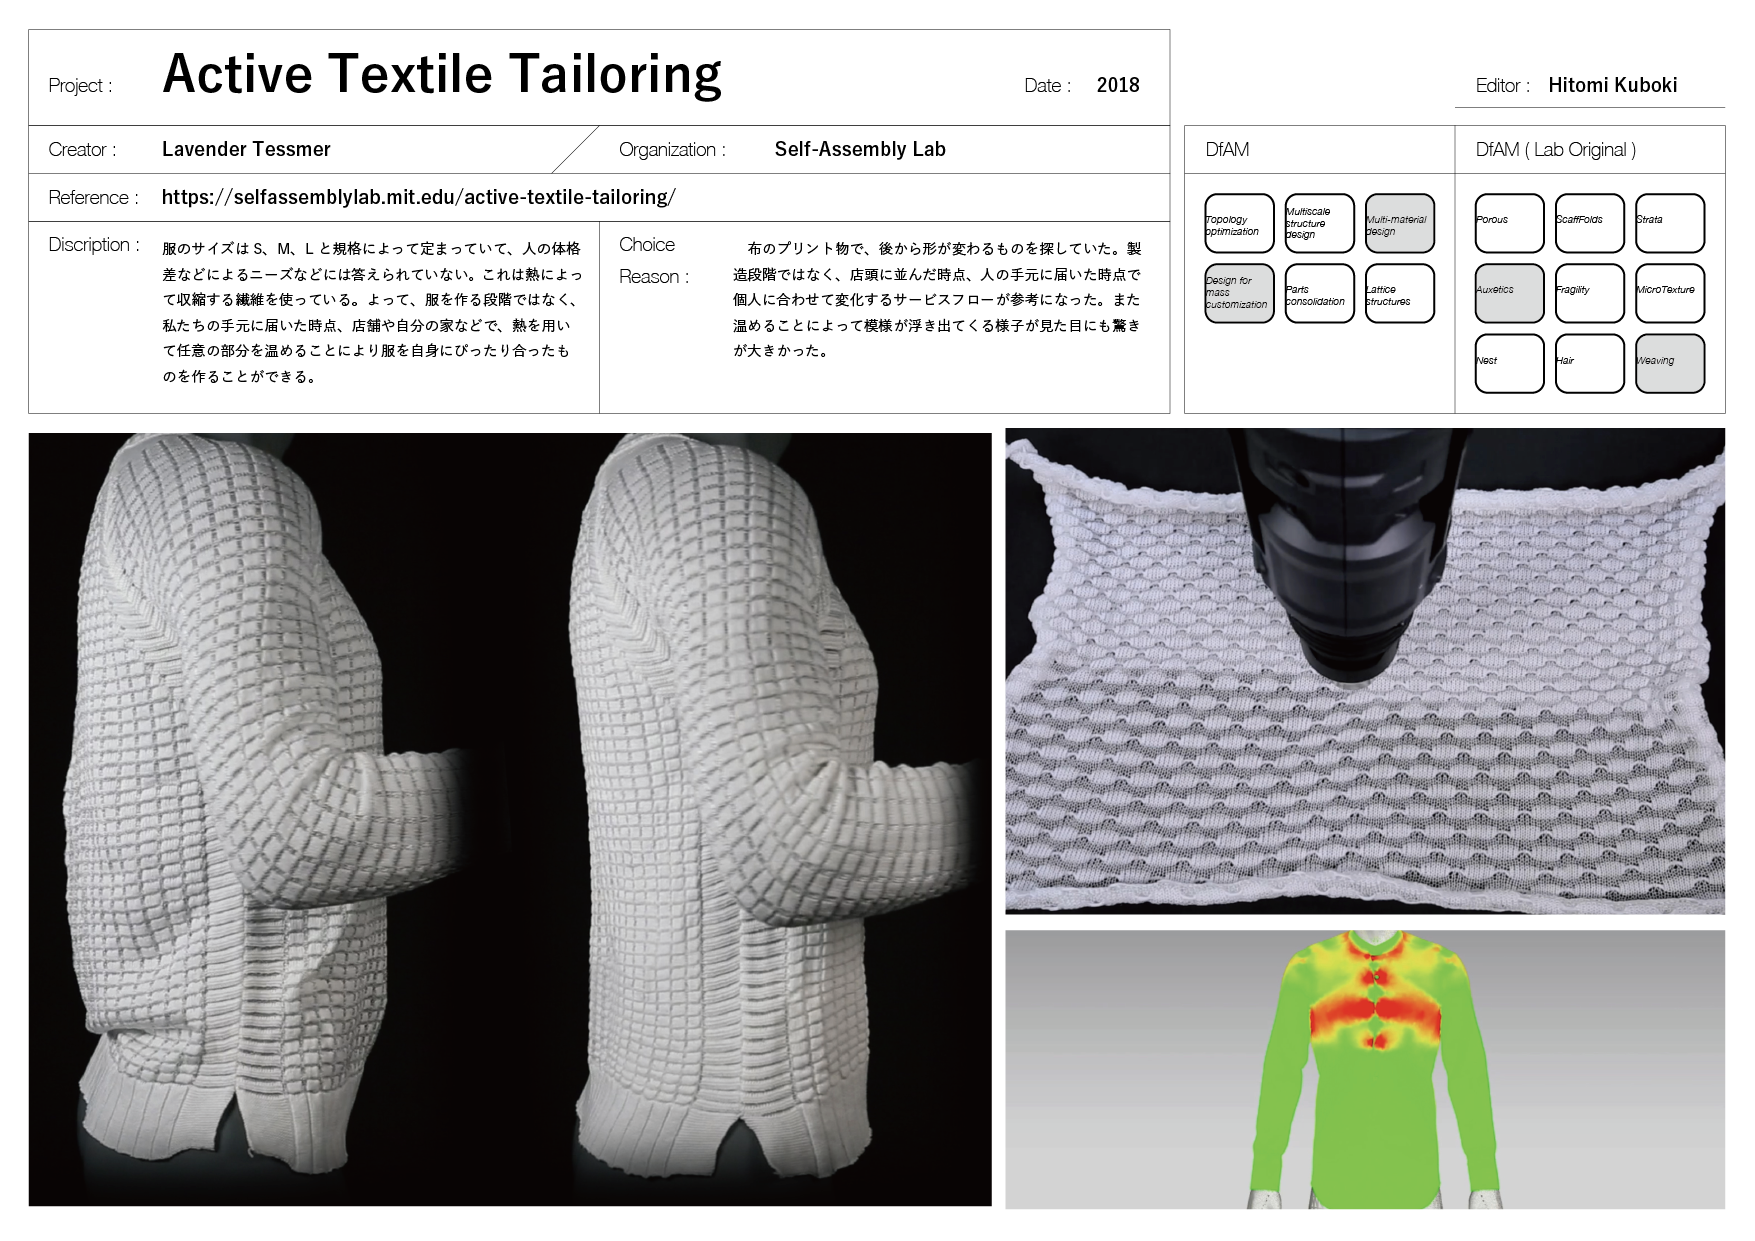 Project :
Active Textile Tailoring
Date :
2018
Editor :
Hitomi Kuboki
Creator :
Lavender Tessmer
Organization :
Self-Assembly Lab
Reference :
https://selfassemblylab.mit.edu/active-textile-tailoring/
Discription :
服のサイズは S、M、L と規格によって定まっていて、人の体格
差などによるニーズなどには答えられていない。これは熱によっ
て収縮する繊維を使っている。よって、服を作る段階ではなく、
私たちの手元に届いた時点、店舗や自分の家などで、熱を用い
て任意の部分を温めることにより服を自身にぴったり合ったも
のを作ることができる。
Choice
Reason :
布のプリント物で、後から形が変わるものを探していた。製
造段階ではなく、店頭に並んだ時点、人の手元に届いた時点で
個人に合わせて変化するサービスフローが参考になった。また
温めることによって模様が浮き出てくる様子が見た目にも驚き
が大きかった。
DfAM
Topology
optimization
Multiscale
structure
design
Multi-material
design
Design for
mass
customization
Parts
consolidation
Lattice
structures
DfAM ( Lab Original )
Porous
ScaffFolds
Strata
Auxetics
Fragility
MicroTexture
Nest
Hair
Weaving